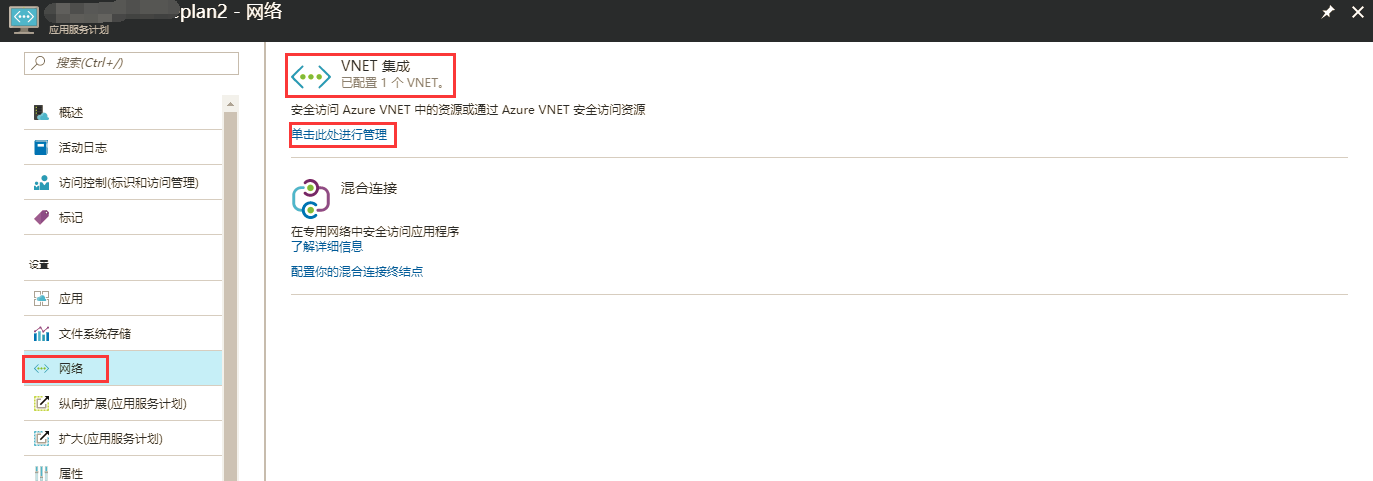 eplan2 - 网络
应用服务计划
搜索(Ctrl+/)
概述
活动日志
访问控制(标识和访问管理)
标记
设置
应用
文件系统存储
网络
纵向扩展(应用服务计划)
扩大(应用服务计划)
属性
VNET 集成
已配置 1 个 VNET。
安全访问 Azure VNET 中的资源或通过 Azure VNET 安全访问资源
单击此处进行管理
混合连接
在专用网络中安全访问应用程序
了解详细信息
配置你的混合连接终结点